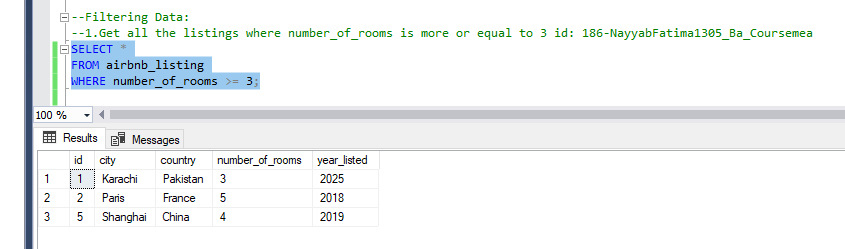 --Filtering Data:
--1.Get all the listings where number_of_rooms is more or equal to 3 id: 186-NayyabFatima1305_Ba_Coursemea
SELECT *
FROM airbnb_listing
WHERE number_of_rooms >= 3;
100 %
Results Messages
id city country number_of_rooms year_listed
1 1 Karachi Pakistan 3 2025
2 2 Paris France 5 2018
3 5 Shanghai China 4 2019